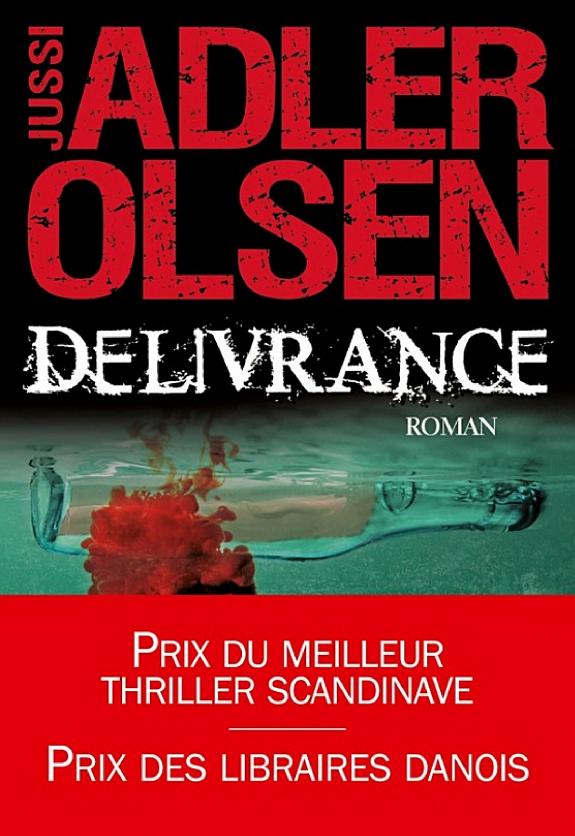 JUSSI
ADLER
OLSEN
DELIVRANCE
ROMAN
PRIX DU MEILLEUR
THRILLER SCANDINAVE
PRIX DES LIBRAIRES DANOIS